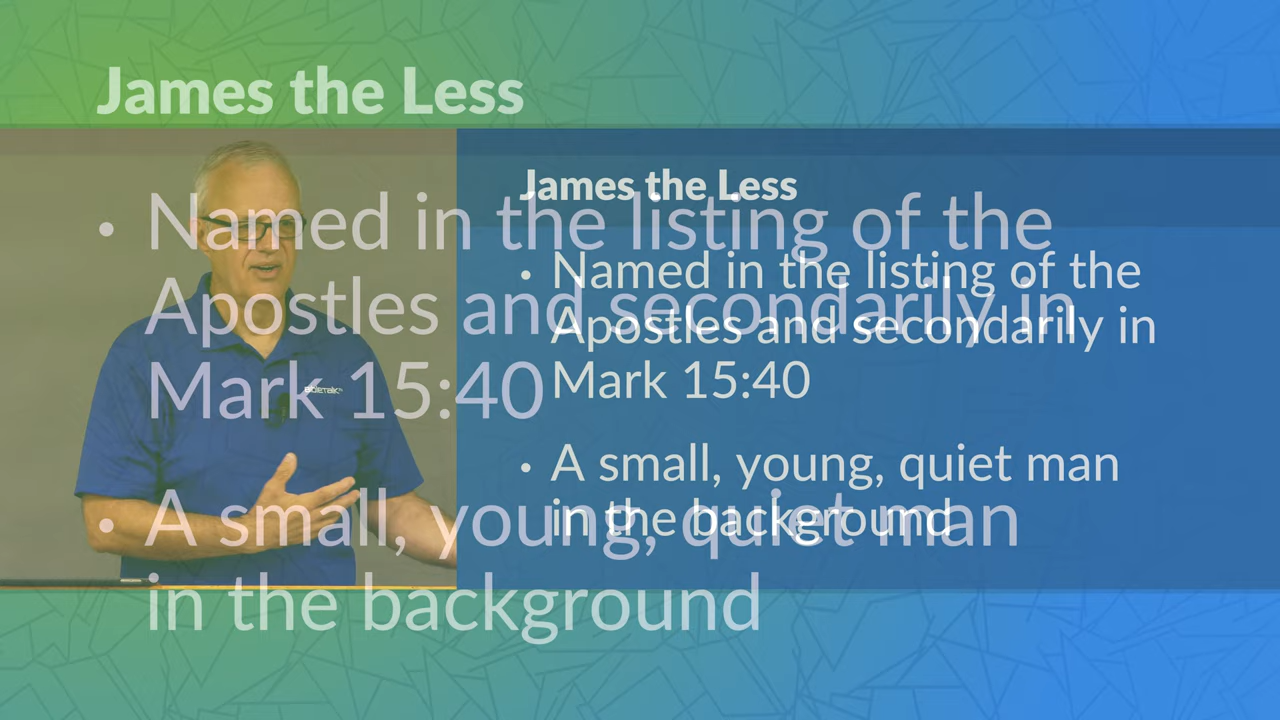 James the Less
• Named in the listing of the
Apostles and secondarily in
Mark 15:40
• A small, young, quiet man
in the background
James the Less
• Named in the listing of the
Apostles and secondarily in
Mark 15:40
• A small, young, quiet man
in the background
BIBLETALK